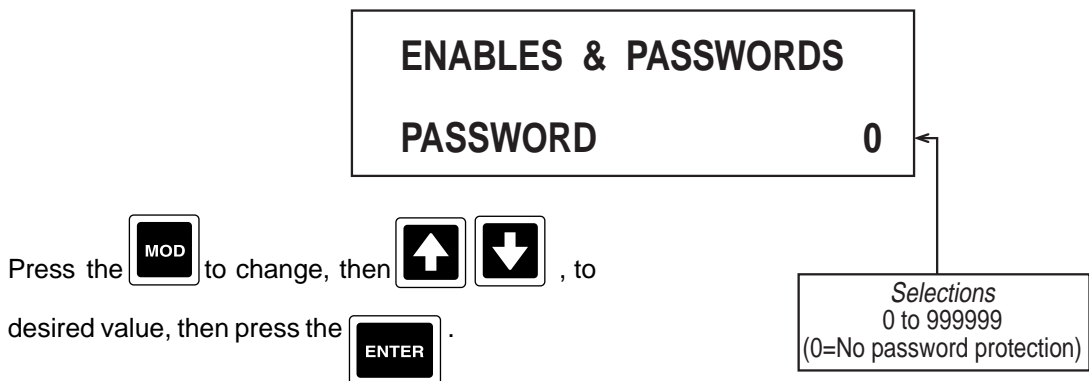 ENABLES & PASSWORDS
PASSWORD 0
Press the MOD to change, then , to
desired value, then press the ENTER .
Selections
0 to 999999
(0=No password protection)